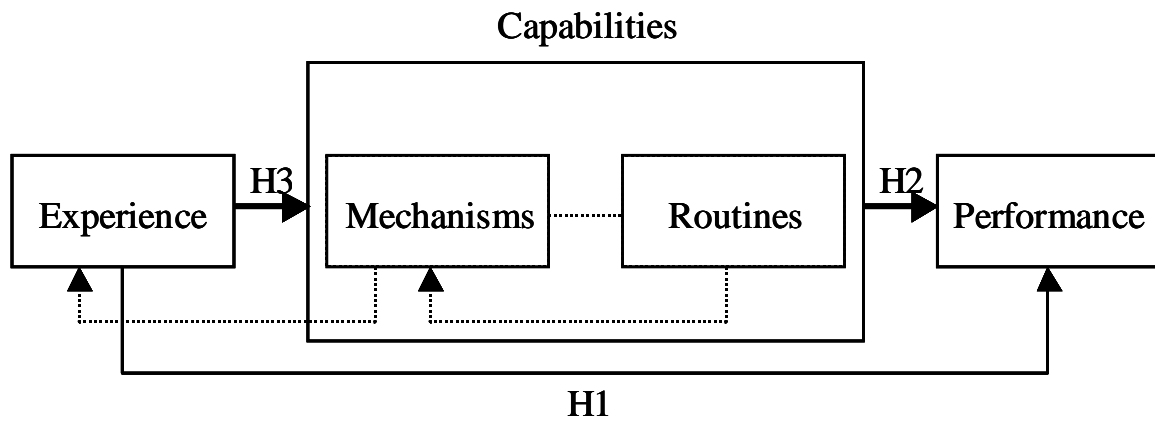 Capabilities
H3
H2
Experience
Mechanisms
Routines
Performance
H1